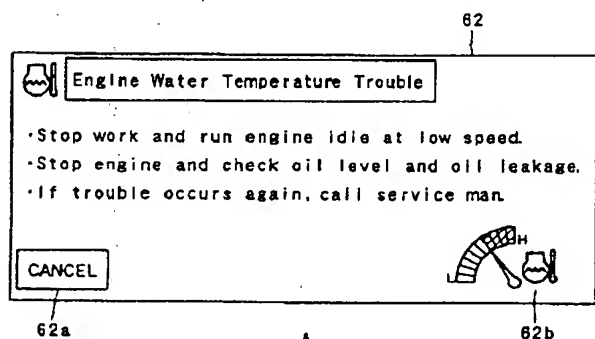 62
Engine Water Temperature Trouble
·Stop work and run engine idle at low speed.
·Stop engine and check oil level and oil leakage.
·If trouble occurs again, call service man.
H
L
CANCEL
62a
62b